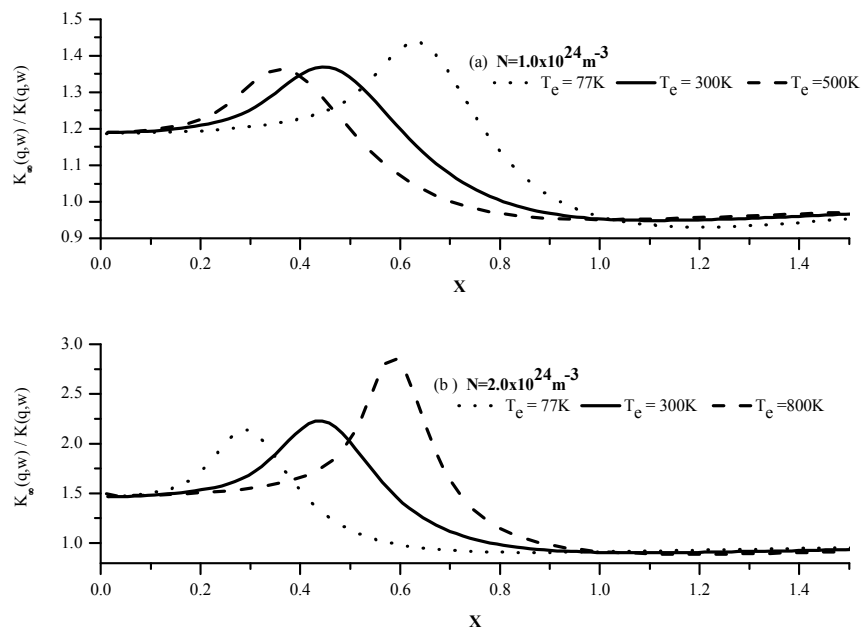 1.5
1.4
1.3
1.2
1.1
1.0
0.9
K∞(q,w) / K(q,w)
(a) N=1.0x10²⁴m⁻³
Tₑ = 77K Tₑ = 300K Tₑ =500K
0.0 0.2 0.4 0.6 0.8 1.0 1.2 1.4
X
3.0
2.5
2.0
1.5
1.0
K∞(q,w) / K(q,w)
(b ) N=2.0x10²⁴m⁻³
Tₑ = 77K Tₑ = 300K Tₑ =800K
0.0 0.2 0.4 0.6 0.8 1.0 1.2 1.4
X